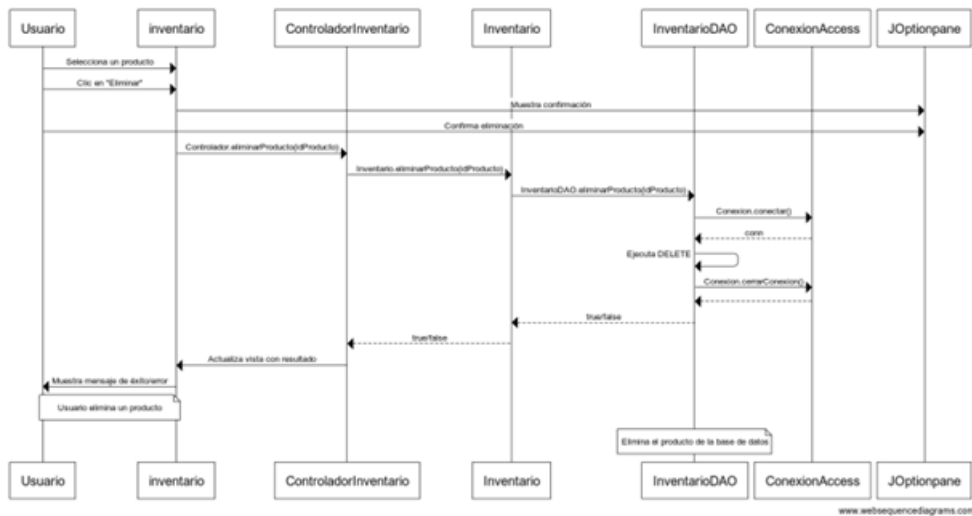 Usuario
inventario
ControladorInventario
Inventario
InventarioDAO
ConexionAccess
JOptionpane
Selecciona un producto
Clic en "Eliminar"
Muestra confirmación
Confirma eliminación
Controlador.eliminarProducto(idProducto)
Inventario.eliminarProducto(idProducto)
InventarioDAO.eliminarProducto(idProducto)
Conexion.conectar()
conn
Ejecuta DELETE
Conexion.cerrarConexion()
true/false
true/false
Actualiza vista con resultado
Muestra mensaje de éxito/error
Usuario elimina un producto
Elimina el producto de la base de datos
Usuario
inventario
ControladorInventario
Inventario
InventarioDAO
ConexionAccess
JOptionpane
www.websequencediagrams.com